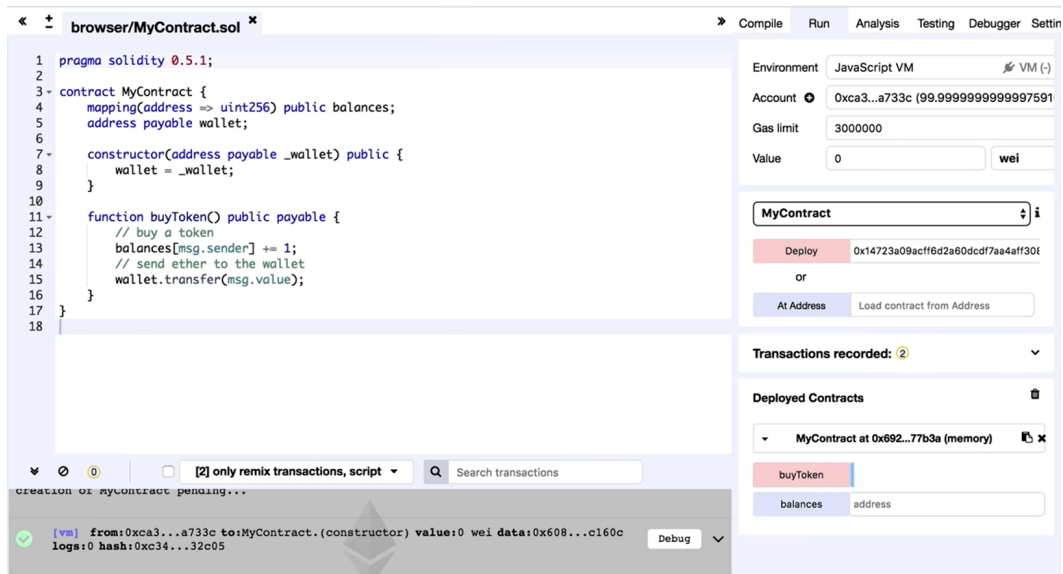 browser/MyContract.sol
1 pragma solidity 0.5.1;
2
3 contract MyContract {
4 mapping(address => uint256) public balances;
5 address payable wallet;
6
7 constructor(address payable _wallet) public {
8 wallet = _wallet;
9 }
10
11 function buyToken() public payable {
12 // buy a token
13 balances[msg.sender] += 1;
14 // send ether to the wallet
15 wallet.transfer(msg.value);
16 }
17 }
18
0
[2] only remix transactions, script
Search transactions
creation of MyContract pending...
[vm] from:0xca3...a733c to:MyContract.(constructor) value:0 wei data:0x608...c160c
logs:0 hash:0xc34...32c05
Debug
Compile Run Analysis Testing Debugger Settin
Environment JavaScript VM VM (-)
Account 0xca3...a733c (99.9999999999997591
Gas limit 3000000
Value 0 wei
MyContract i
Deploy 0x14723a09acff6d2a60dcdf7aa4aff308
or
At Address Load contract from Address
Transactions recorded: 2
Deployed Contracts
MyContract at 0x692...77b3a (memory)
buyToken
balances address